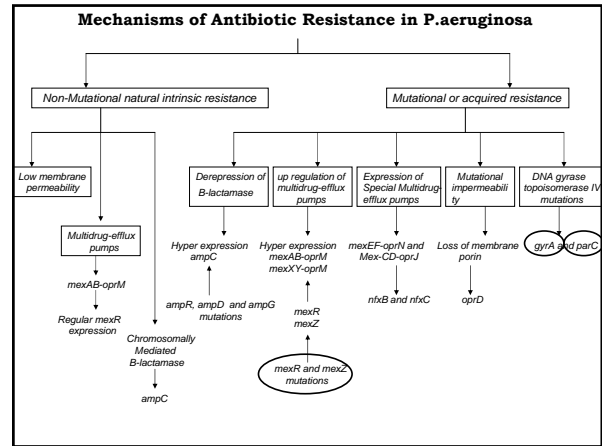 Mechanisms of Antibiotic Resistance in P.aeruginosa
Non-Mutational natural intrinsic resistance
Mutational or acquired resistance
Low membrane
permeability
Multidrug-efflux
pumps
mexAB-oprM
Regular mexR
expression
Chromosomally
Mediated
B-lactamase
ampC
Derepression of
B-lactamase
Hyper expression
ampC
ampR, ampD and ampG
mutations
up regulation of
multidrug-efflux
pumps
Hyper expression
mexAB-oprM
mexXY-oprM
mexR
mexZ
mexR and mexZ
mutations
Expression of
Special Multidrug-
efflux pumps
mexEF-oprN and
Mex-CD-oprJ
nfxB and nfxC
Mutational
impermeabili
ty
Loss of membrane
porin
oprD
DNA gyrase
topoisomerase IV
mutations
gyrA and parC